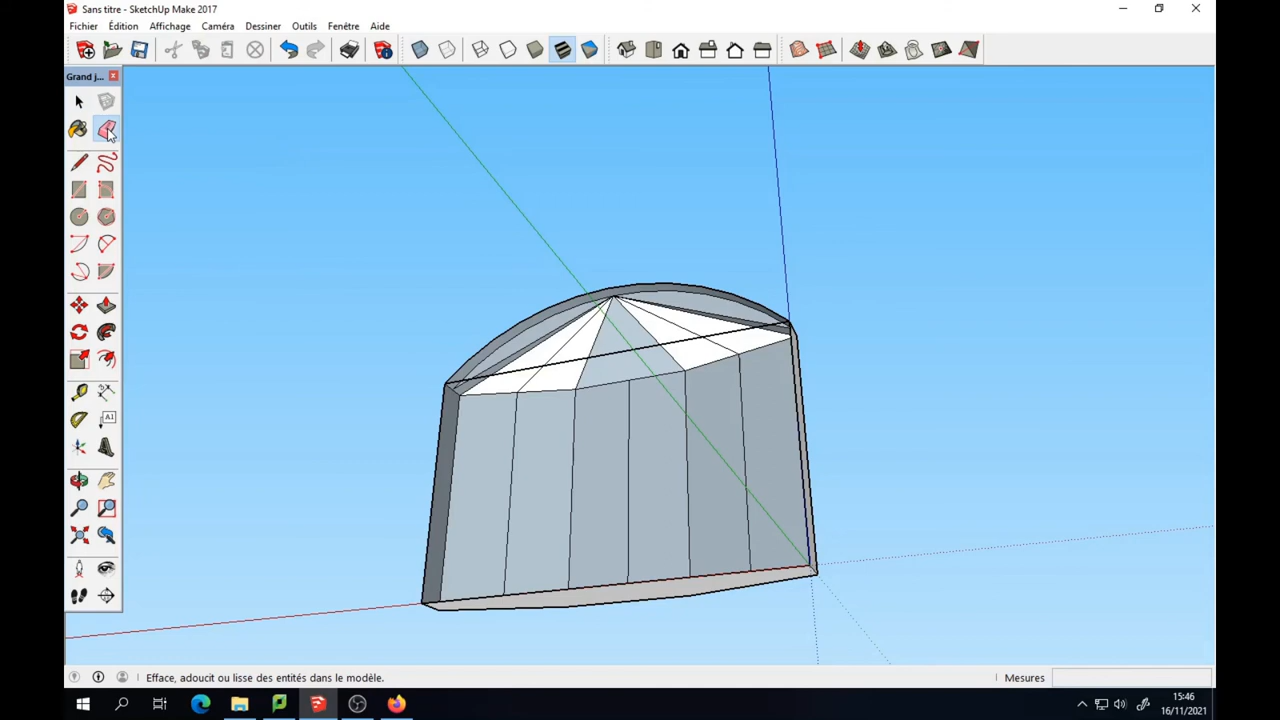 Sans titre - SketchUp Make 2017
Fichier Édition Affichage Caméra Dessiner Outils Fenêtre Aide
Grand j...
A1
Efface, adoucit ou lisse des entités dans le modèle.
Mesures
15:46
16/11/2021